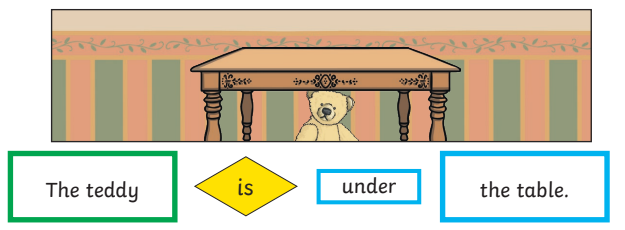 The teddy is under the table.